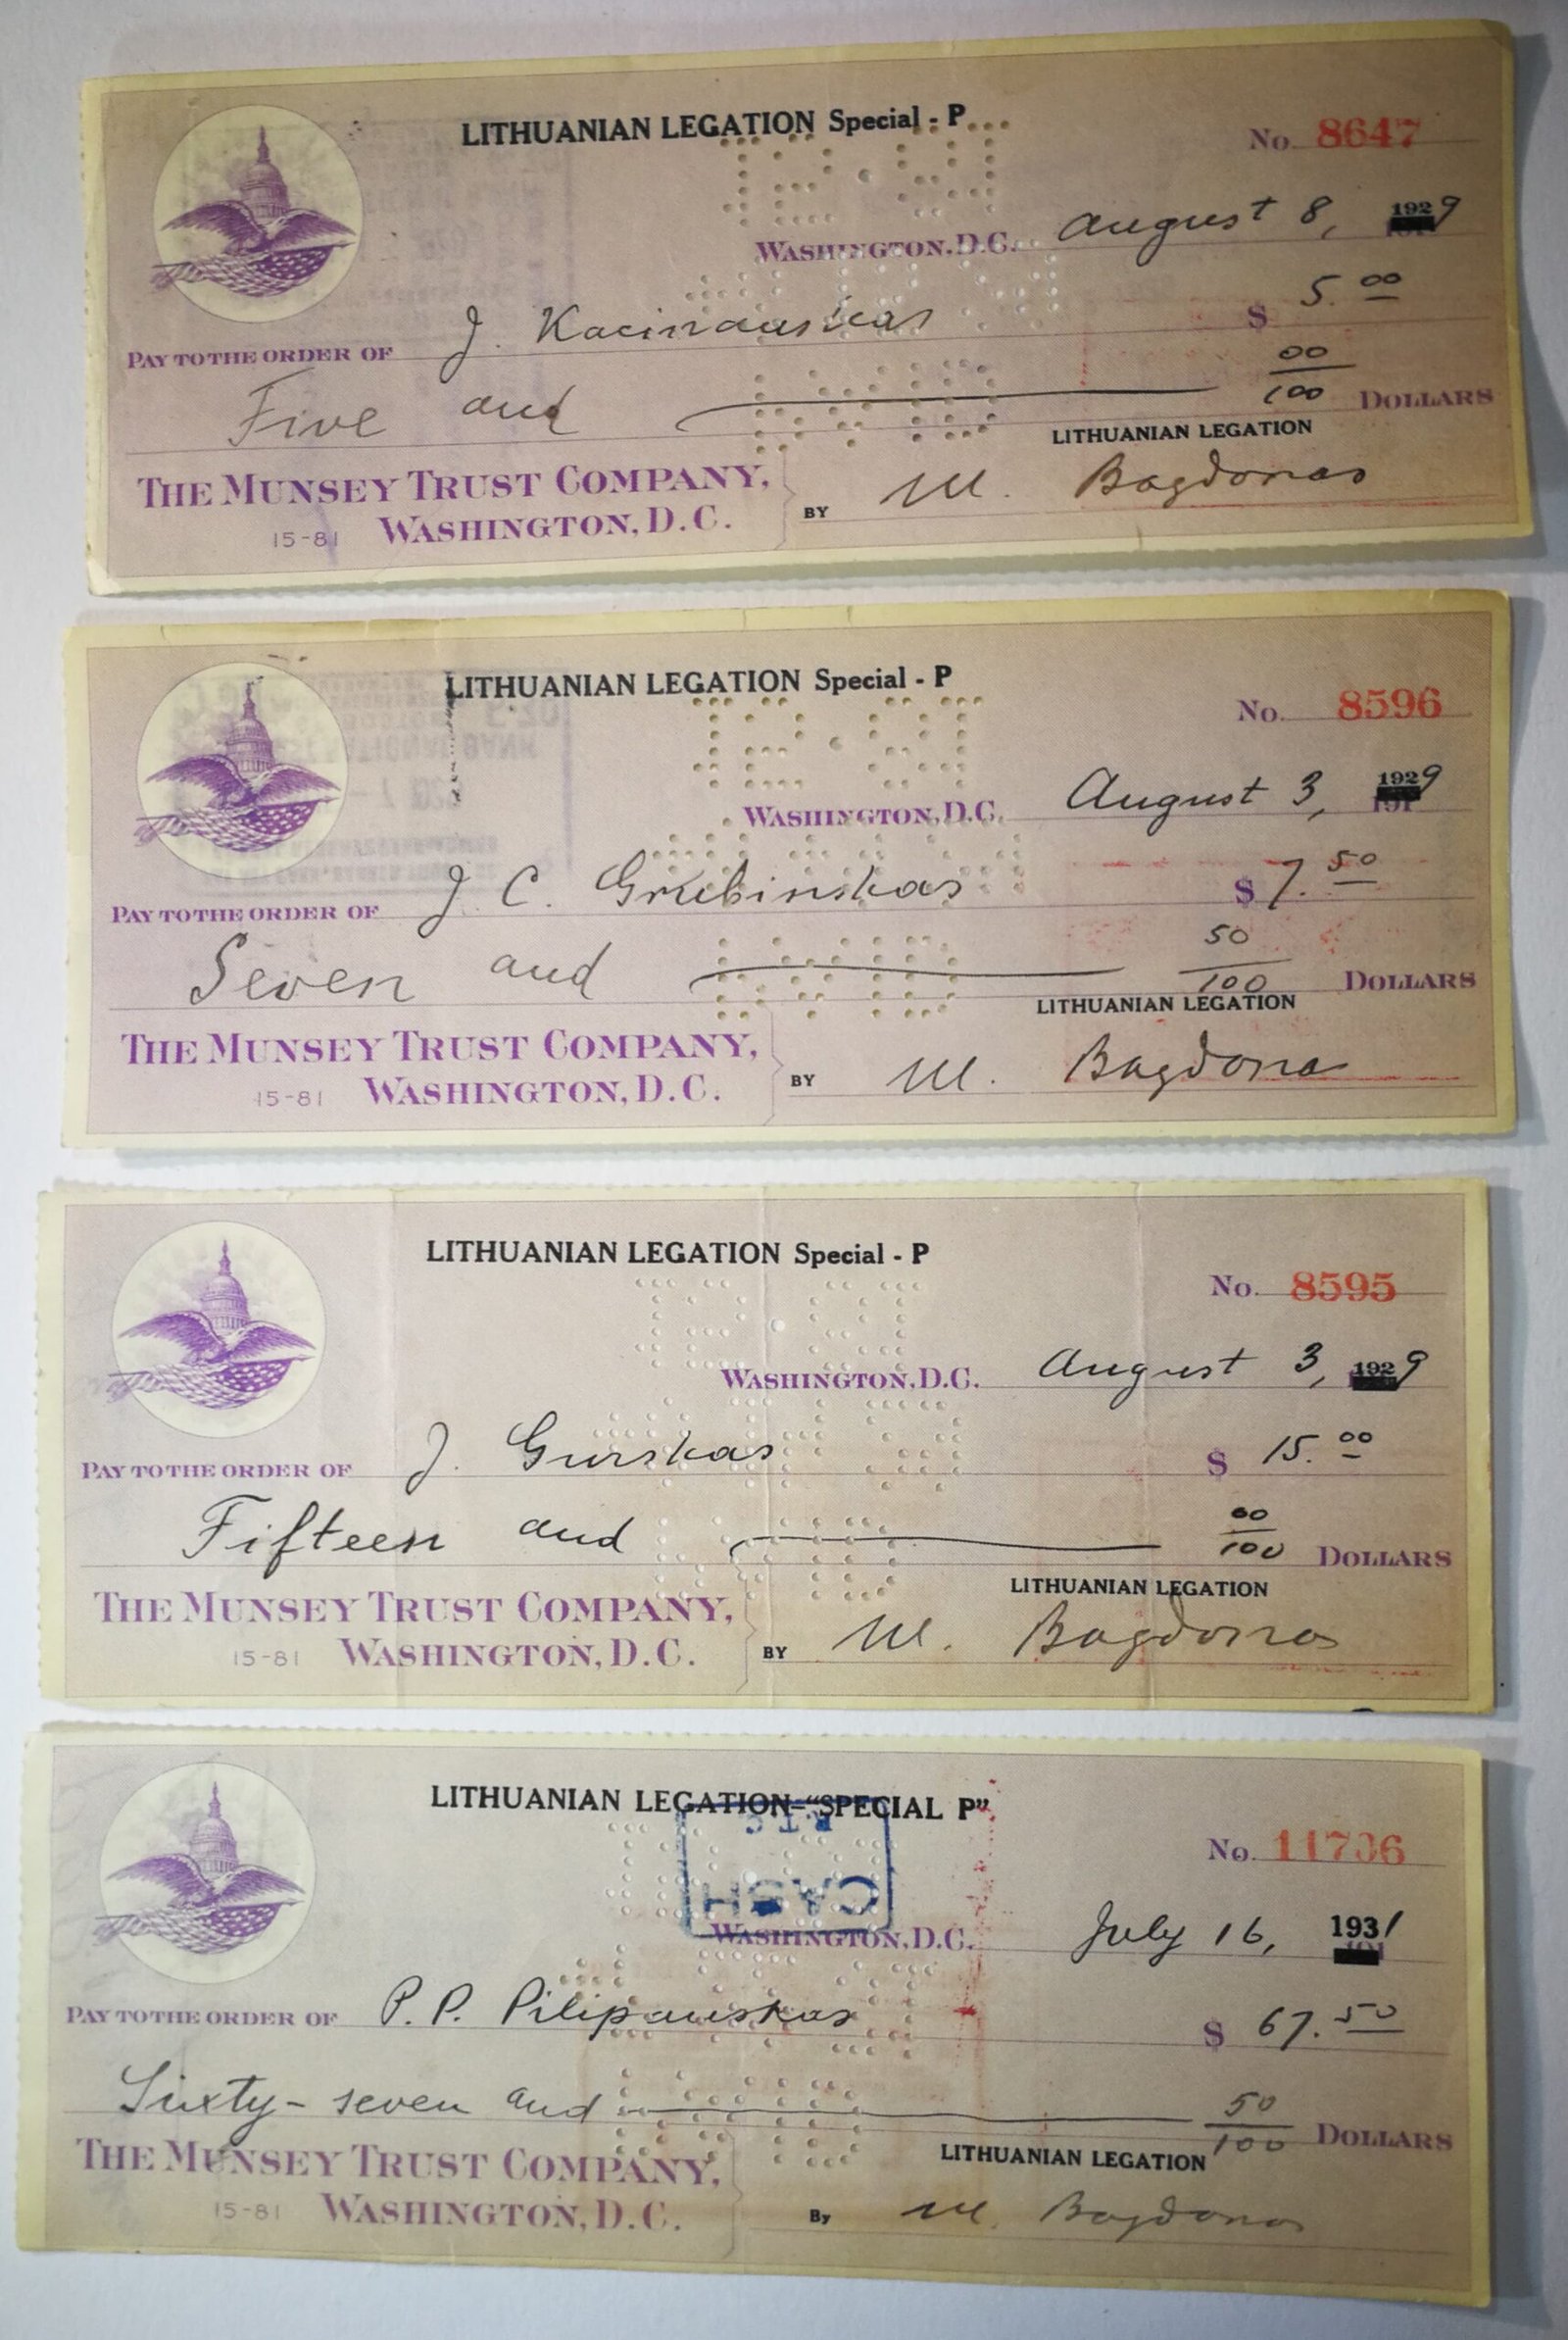 LITHUANIAN LEGATION Special - P
No. 8647
WASHINGTON, D.C. August 8, 1929
PAY TO THE ORDER OF J. Kacinauskas $ 5.00
Five and 00/100 DOLLARS
LITHUANIAN LEGATION
THE MUNSEY TRUST COMPANY,
15-81 WASHINGTON, D.C.
BY M. Bagdonas
LITHUANIAN LEGATION Special - P
No. 8596
WASHINGTON, D.C. August 3, 1929
PAY TO THE ORDER OF J. C. Grubinskas $ 7.50
Seven and 50/100 DOLLARS
LITHUANIAN LEGATION
THE MUNSEY TRUST COMPANY,
15-81 WASHINGTON, D.C.
BY M. Bagdonas
LITHUANIAN LEGATION Special - P
No. 8595
WASHINGTON, D.C. August 3, 1929
PAY TO THE ORDER OF J. Gurskas $ 15.00
Fifteen and 00/100 DOLLARS
LITHUANIAN LEGATION
THE MUNSEY TRUST COMPANY,
15-81 WASHINGTON, D.C.
BY M. Bagdonas
LITHUANIAN LEGATION-"SPECIAL P"
CASH
No. 11736
WASHINGTON, D.C. July 16, 1931
PAY TO THE ORDER OF P. P. Pilipauskas $ 67.50
Sixty-seven and 50/100 DOLLARS
LITHUANIAN LEGATION
THE MUNSEY TRUST COMPANY,
15-81 WASHINGTON, D.C.
By M. Bagdonas